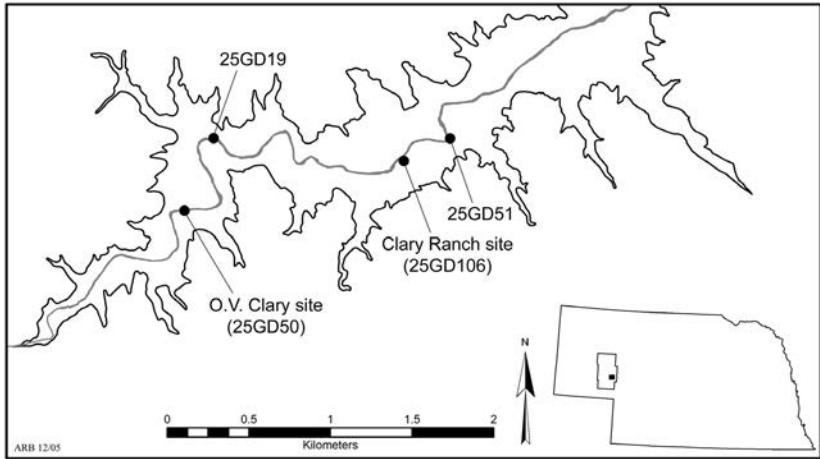 25GD19
25GD51
Clary Ranch site
(25GD106)
O.V. Clary site
(25GD50)
N
0 0.5 1 1.5 2
Kilometers
ARB 12/05